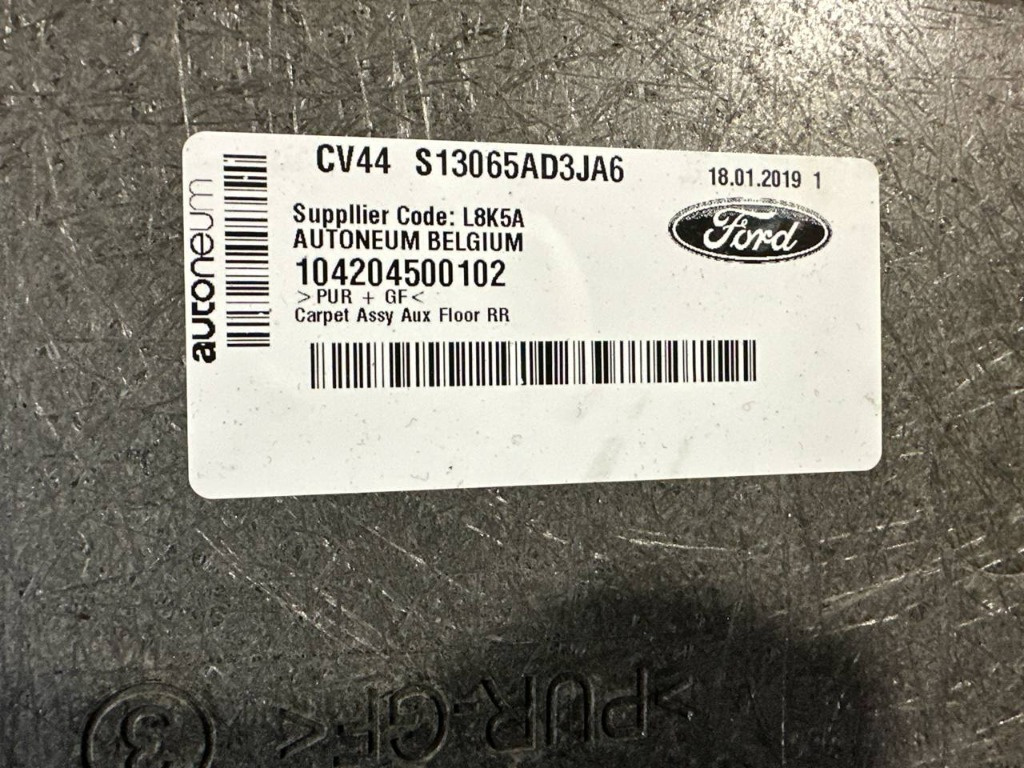 CV44 S13065AD3JA6
18.01.2019 1
autoneum
Ford
Suppllier Code: L8K5A
AUTONEUM BELGIUM
104204500102
>PUR + GF<
Carpet Assy Aux Floor RR
>PUR-GF<
3